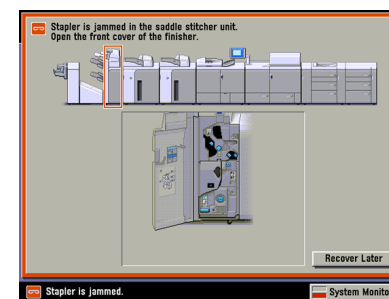 Stapler is jammed in the saddle stitcher unit.
Open the front cover of the finisher.
Recover Later
Stapler is jammed.
System Monito